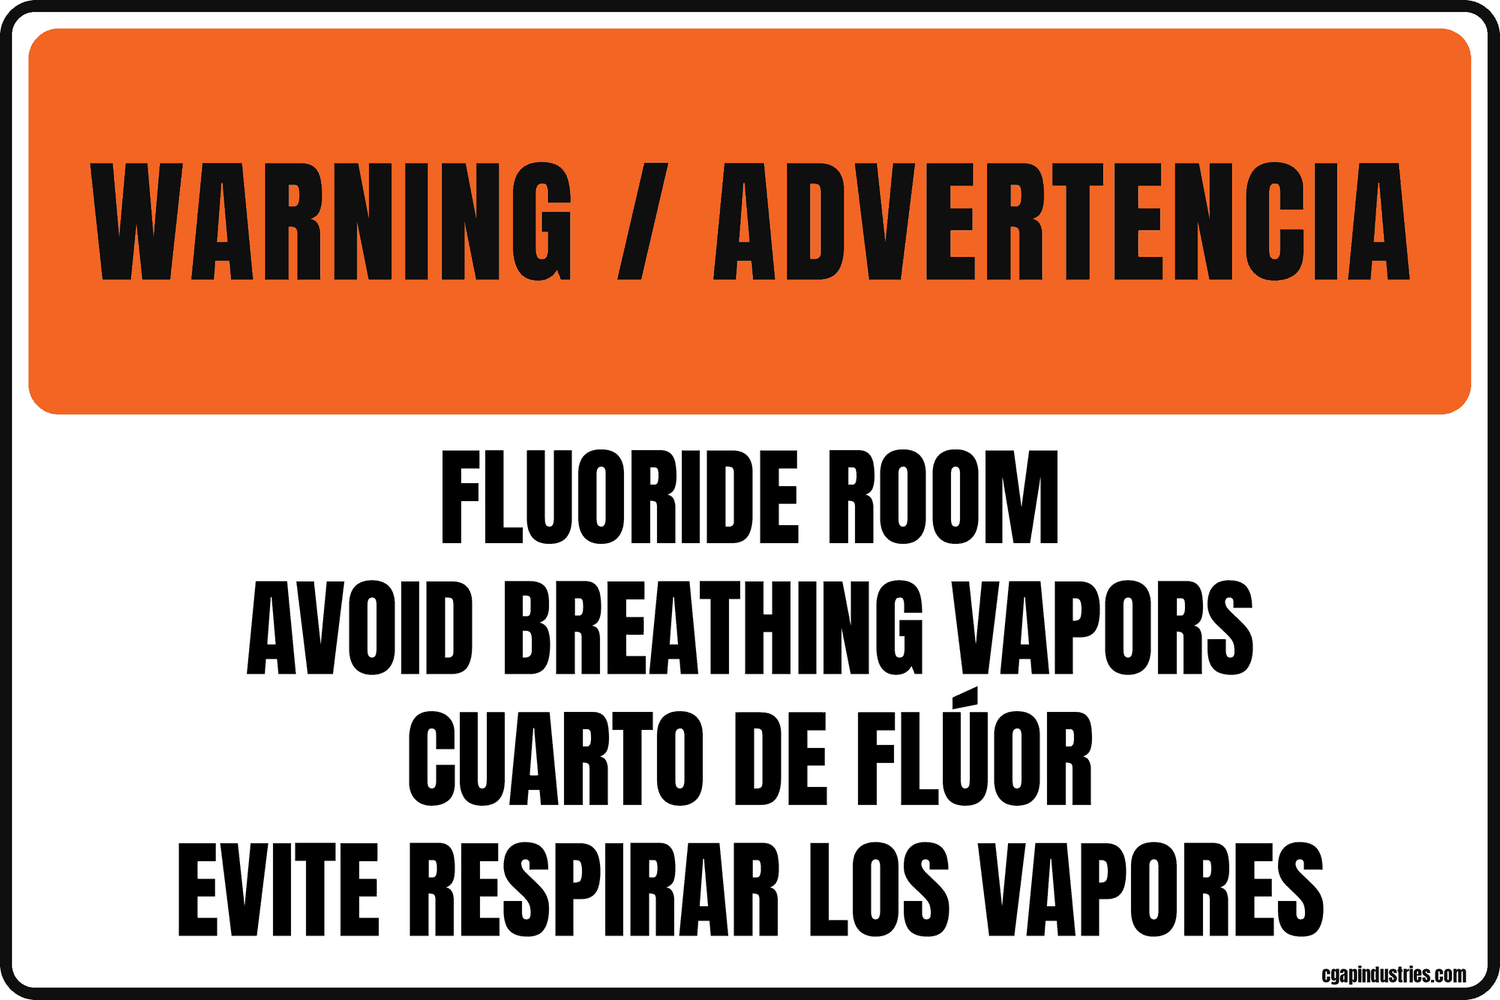 WARNING / ADVERTENCIA
FLUORIDE ROOM
AVOID BREATHING VAPORS
CUARTO DE FLÚOR
EVITE RESPIRAR LOS VAPORES
cgapindustries.com